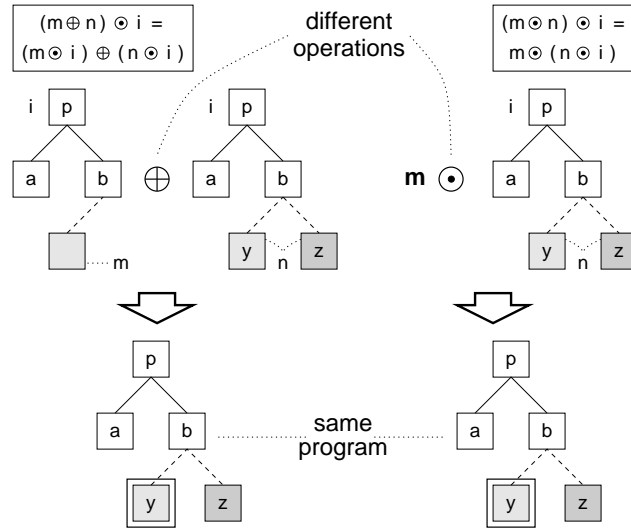 (m ⊕ n) ⊙ i =
(m ⊙ i) ⊕ (n ⊙ i)
different
operations
(m ⊙ n) ⊙ i =
m ⊙ (n ⊙ i)
i p
i p
i p
a b ⊕ a b
m ⊙ a b
m
y n z
y n z
p
p
a b
same
program
a b
y z
y z